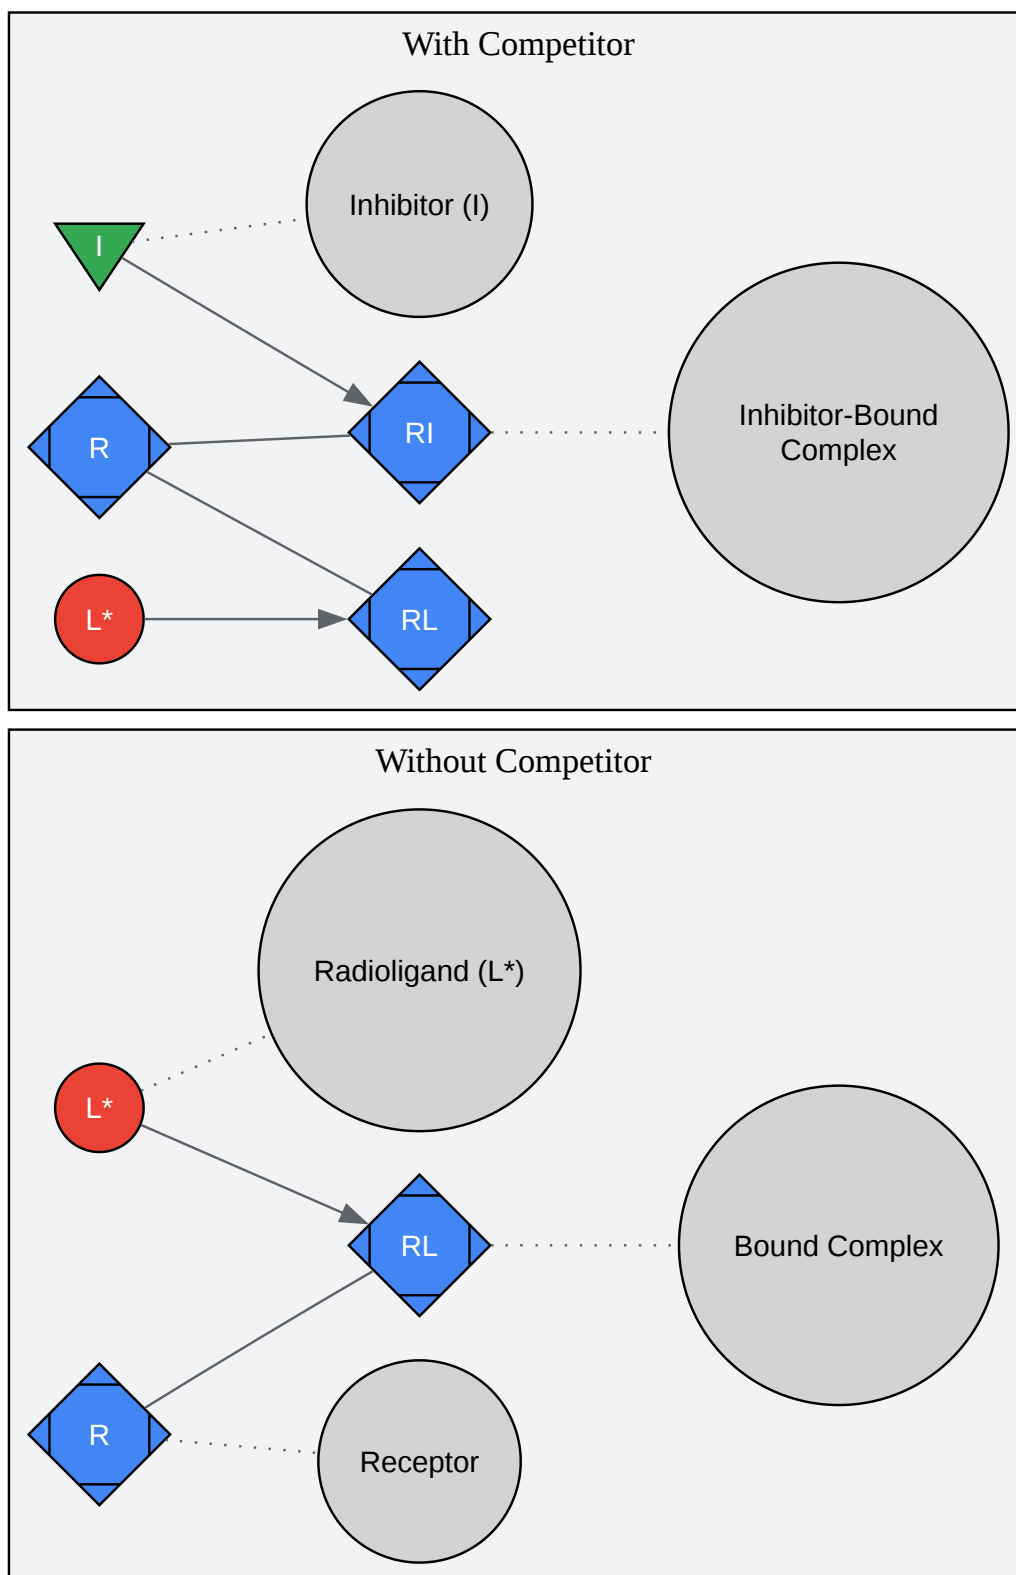 With Competitor
Inhibitor (I)
I
Inhibitor-Bound
Complex
R
RI
L*
RL
Without Competitor
Radioligand (L*)
L*
RL
Bound Complex
R
Receptor